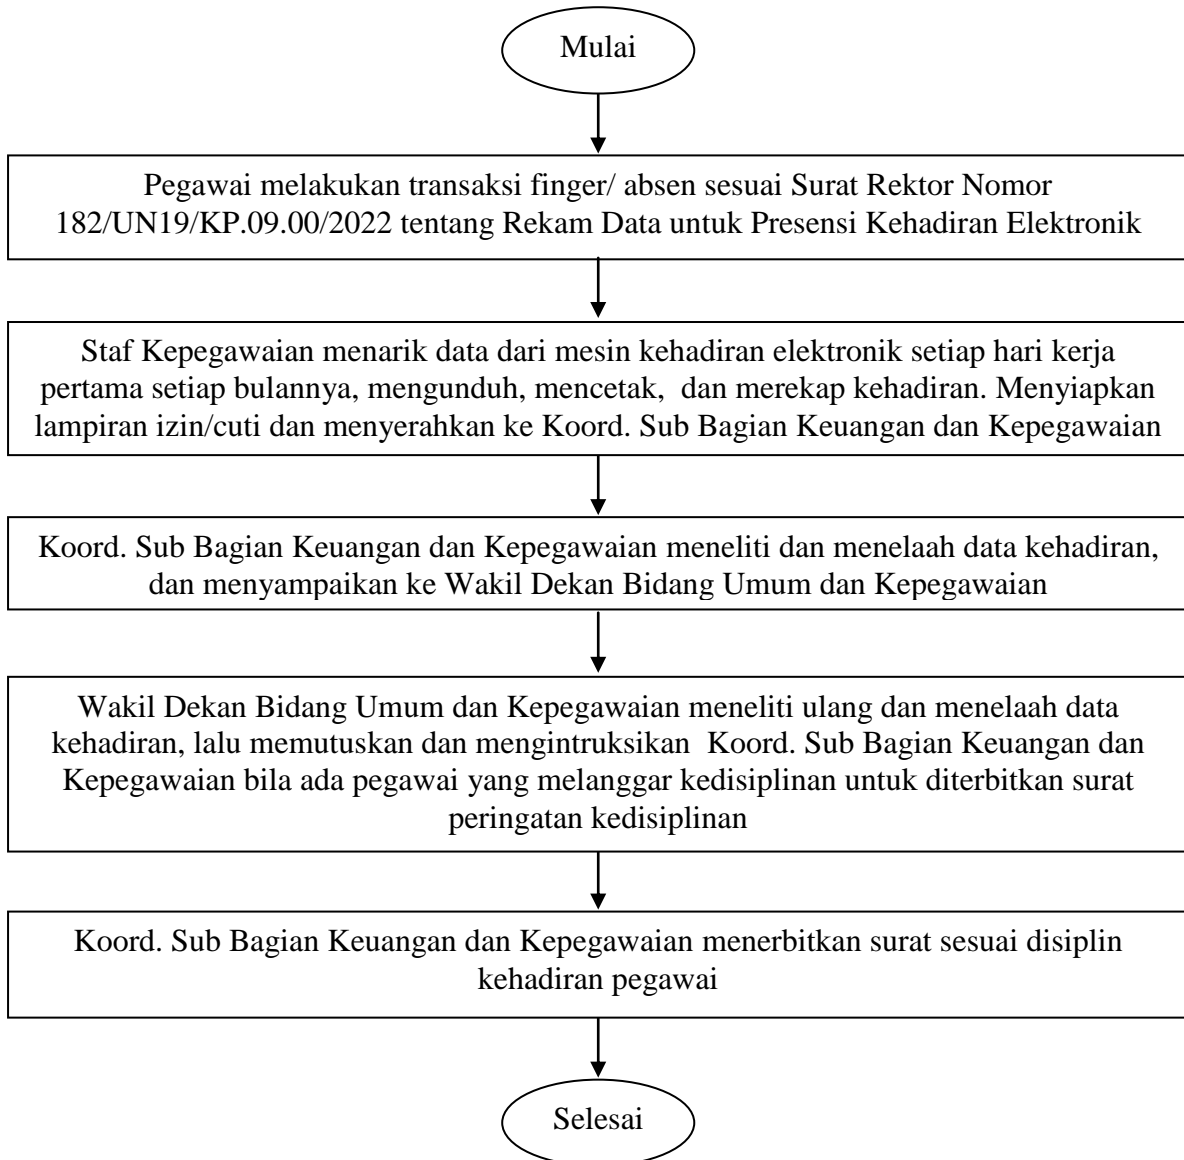 Mulai
Pegawai melakukan transaksi finger/ absen sesuai Surat Rektor Nomor
182/UN19/KP.09.00/2022 tentang Rekam Data untuk Presensi Kehadiran Elektronik
Staf Kepegawaian menarik data dari mesin kehadiran elektronik setiap hari kerja
pertama setiap bulannya, mengunduh, mencetak,  dan merekap kehadiran. Menyiapkan
lampiran izin/cuti dan menyerahkan ke Koord. Sub Bagian Keuangan dan Kepegawaian
Koord. Sub Bagian Keuangan dan Kepegawaian meneliti dan menelaah data kehadiran,
dan menyampaikan ke Wakil Dekan Bidang Umum dan Kepegawaian
Wakil Dekan Bidang Umum dan Kepegawaian meneliti ulang dan menelaah data
kehadiran, lalu memutuskan dan mengintruksikan  Koord. Sub Bagian Keuangan dan
Kepegawaian bila ada pegawai yang melanggar kedisiplinan untuk diterbitkan surat
peringatan kedisiplinan
Koord. Sub Bagian Keuangan dan Kepegawaian menerbitkan surat sesuai disiplin
kehadiran pegawai
Selesai